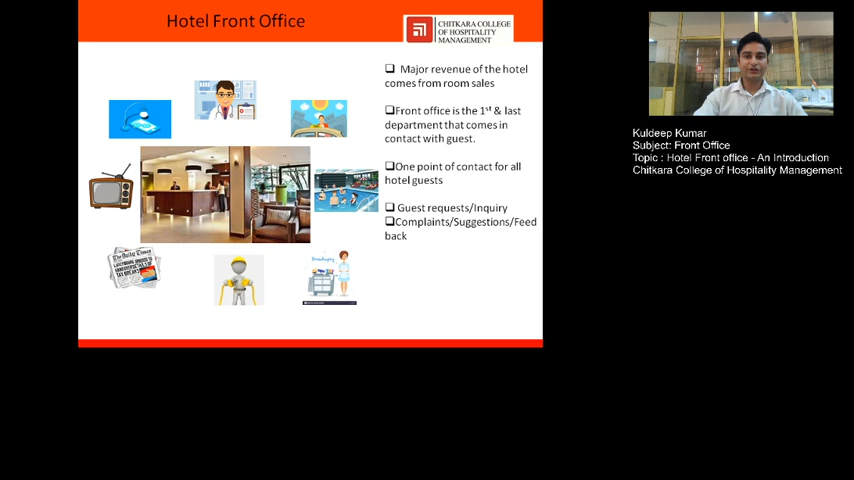 Hotel Front Office
CHITKARA COLLEGE
OF HOSPITALITY
MANAGEMENT
Major revenue of the hotel
comes from room sales
Front office is the 1st & last
department that comes in
contact with guest.
One point of contact for all
hotel guests
Guest requests/Inquiry
Complaints/Suggestions/Feed
back
The Daily Times
Housekeeping
Kuldeep Kumar
Subject: Front Office
Topic : Hotel Front office - An Introduction
Chitkara College of Hospitality Management